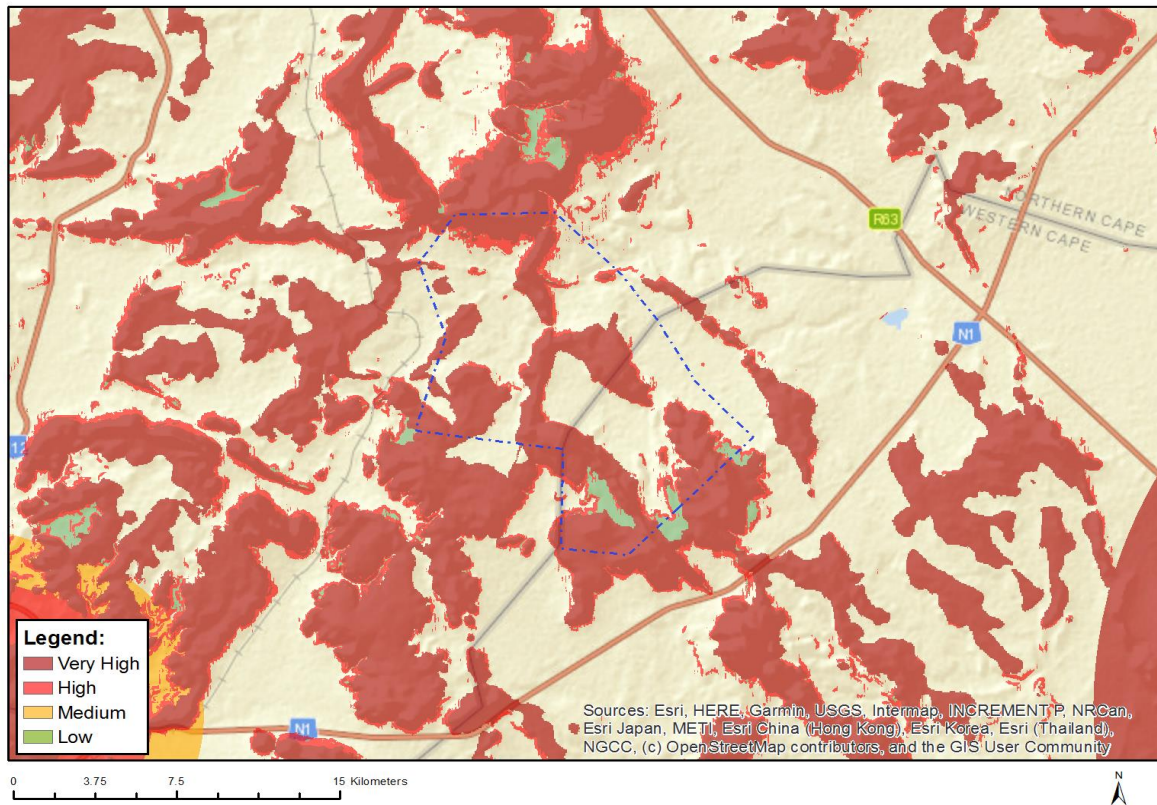 R63
NORTHERN CAPE
WESTERN CAPE
N1
12
Legend:
Very High
High
Medium
Low
N1
Sources: Esri, HERE, Garmin, USGS, Intermap, INCREMENT P, NRCan,
Esri Japan, METI, Esri China (Hong Kong), Esri Korea, Esri (Thailand),
NGCC, (c) OpenStreetMap contributors, and the GIS User Community
0 3.75 7.5 15 Kilometers
N